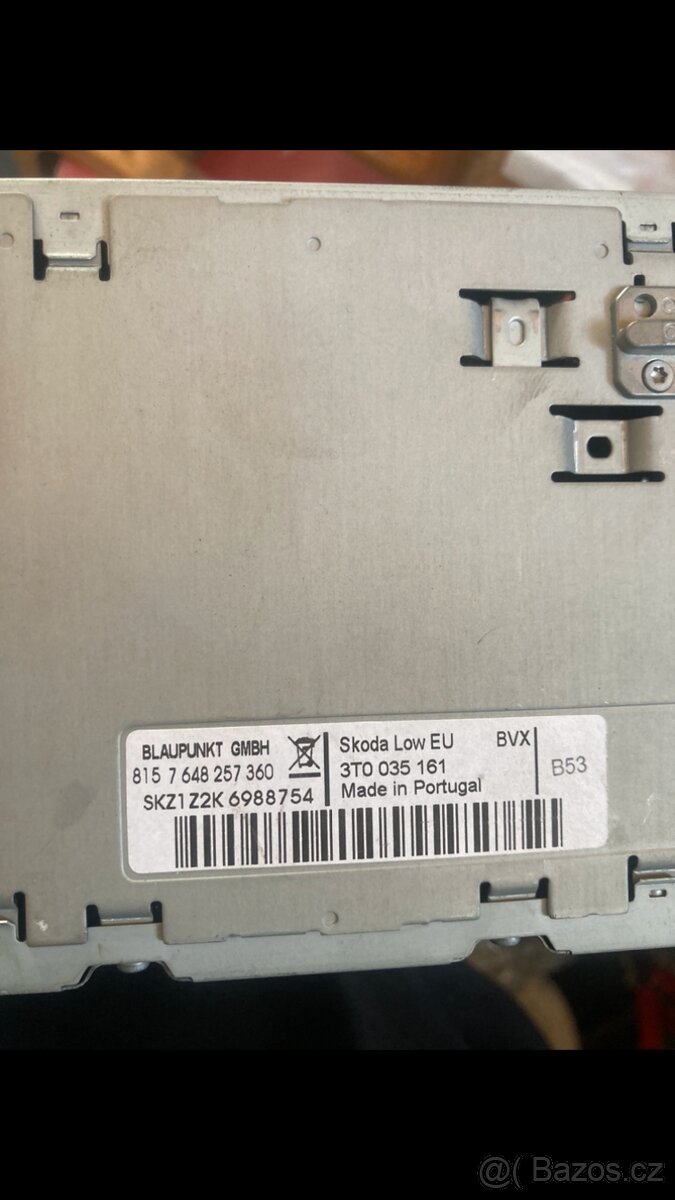 BLAUPUNKT GMBH
815 7 648 257 360
SKZ1Z2K 6988754
Skoda Low EU BVX
3T0 035 161
Made in Portugal
B53
@( Bazos.cz